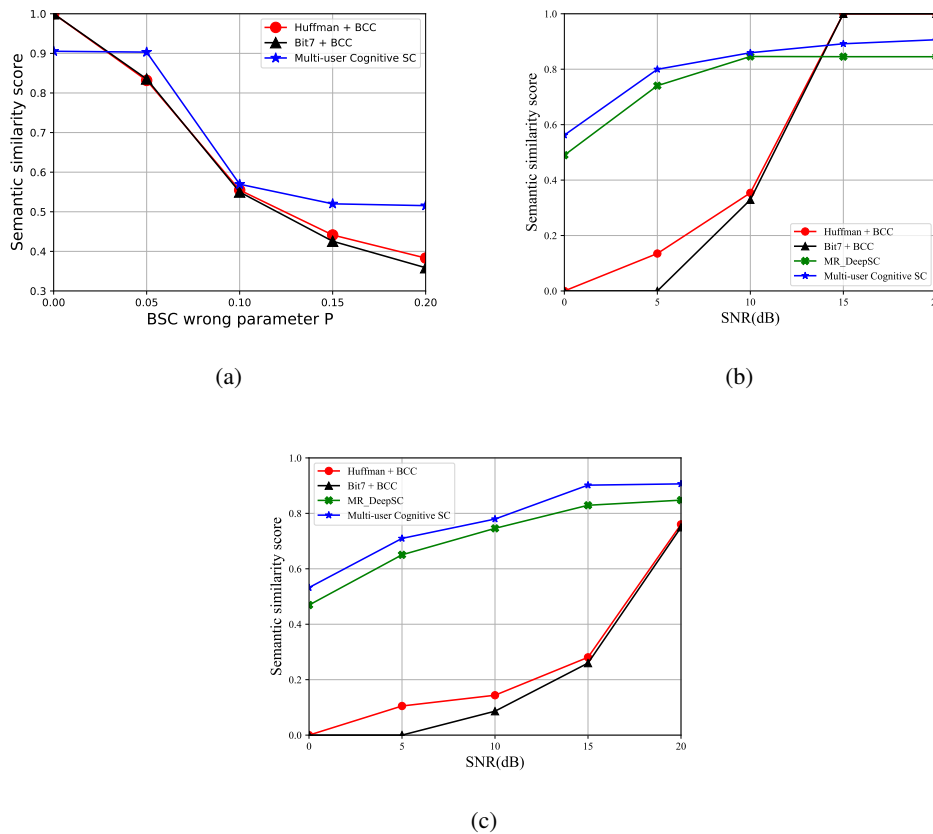 1.0
0.9
0.8
0.7
0.6
0.5
0.4
0.3
Semantic similarity score
Huffman + BCC
Bit7 + BCC
Multi-user Cognitive SC
0.00 0.05 0.10 0.15 0.20
BSC wrong parameter P
(a)
1.0
0.8
0.6
0.4
0.2
0.0
Semantic similarity score
Huffman + BCC
Bit7 + BCC
MR_DeepSC
Multi-user Cognitive SC
0 5 10 15
SNR(dB)
(b)
1.0
0.8
0.6
0.4
0.2
0.0
Semantic similarity score
Huffman + BCC
Bit7 + BCC
MR_DeepSC
Multi-user Cognitive SC
0 5 10 15 20
SNR(dB)
(c)